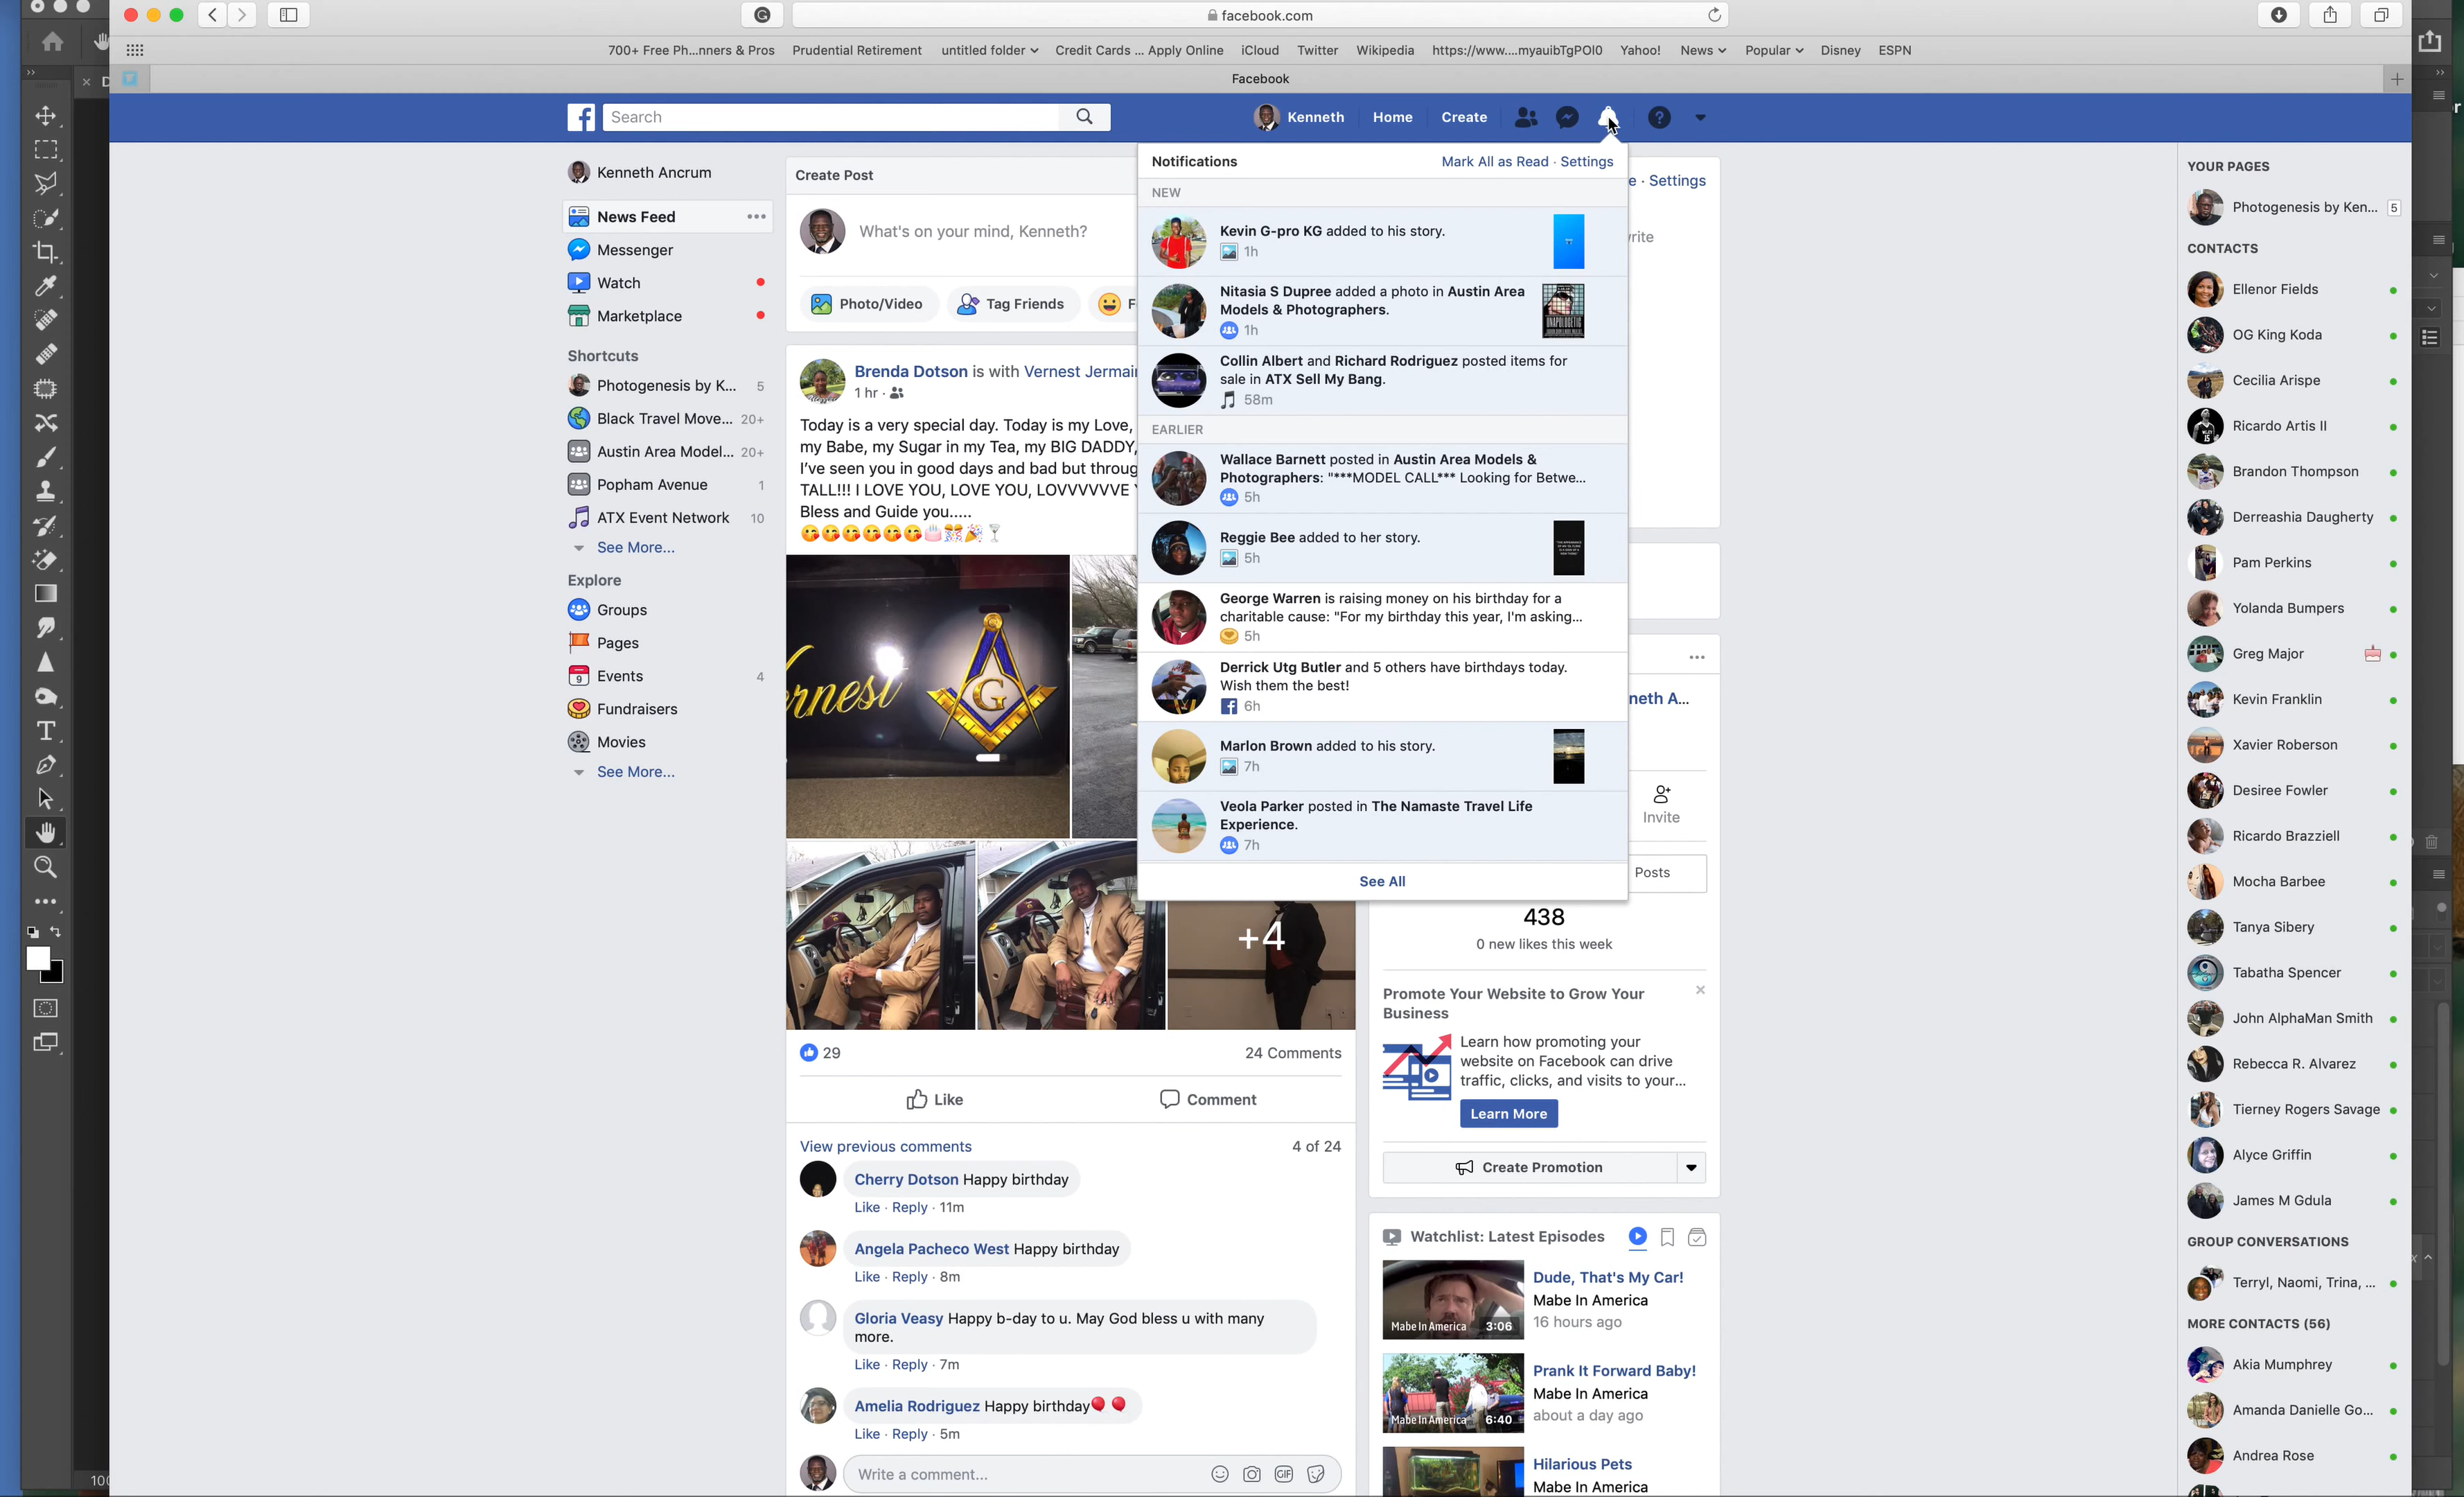 facebook.com
700+ Free Ph...nners & Pros Prudential Retirement untitled folder Credit Cards ... Apply Online iCloud Twitter Wikipedia https://www....myauibTgPOI0 Yahoo! News Popular Disney ESPN
Facebook
Search
Kenneth Home Create
Kenneth Ancrum
News Feed
Messenger
Watch
Marketplace
Shortcuts
Photogenesis by K... 5
Black Travel Move... 20+
Austin Area Model... 20+
Popham Avenue 1
ATX Event Network 10
See More...
Explore
Groups
Pages
Events 4
Fundraisers
Movies
See More...
Create Post
What's on your mind, Kenneth?
Photo/Video Tag Friends F
Brenda Dotson is with Vernest Jermai
1 hr ·
Today is a very special day. Today is my Love,
my Babe, my Sugar in my Tea, my BIG DADDY,
I've seen you in good days and bad but throug
TALL!!! I LOVE YOU, LOVE YOU, LOVVVVVVE
Bless and Guide you.....
😋😋😋😋😋😋🎂🎊🎉🍸
ernest
G
+4
29
24 Comments
Like Comment
View previous comments 4 of 24
Cherry Dotson Happy birthday
Like · Reply · 11m
Angela Pacheco West Happy birthday
Like · Reply · 8m
Gloria Veasy Happy b-day to u. May God bless u with many
more.
Like · Reply · 7m
Amelia Rodriguez Happy birthday🎈🎈
Like · Reply · 5m
Write a comment...
GIF
Notifications Mark All as Read · Settings
NEW
Kevin G-pro KG added to his story.
1h
Nitasia S Dupree added a photo in Austin Area
Models & Photographers.
1h
UNAPOLOGETIC
Collin Albert and Richard Rodriguez posted items for
sale in ATX Sell My Bang.
58m
EARLIER
Wallace Barnett posted in Austin Area Models &
Photographers: "***MODEL CALL*** Looking for Betwe...
5h
Reggie Bee added to her story.
5h
George Warren is raising money on his birthday for a
charitable cause: "For my birthday this year, I'm asking...
5h
Derrick Utg Butler and 5 others have birthdays today.
Wish them the best!
6h
Marlon Brown added to his story.
7h
Veola Parker posted in The Namaste Travel Life
Experience.
7h
See All
e · Settings
rite
neth A...
Invite
Posts
438
0 new likes this week
Promote Your Website to Grow Your
Business
Learn how promoting your
website on Facebook can drive
traffic, clicks, and visits to your...
Learn More
Create Promotion
Watchlist: Latest Episodes
Dude, That's My Car!
Mabe In America
16 hours ago
Mabe In America 3:06
Prank It Forward Baby!
Mabe In America
about a day ago
Mabe In America 6:40
Hilarious Pets
Mabe In America
YOUR PAGES
Photogenesis by Ken... 5
CONTACTS
Ellenor Fields
OG King Koda
Cecilia Arispe
Ricardo Artis II
Brandon Thompson
Derreashia Daugherty
Pam Perkins
Yolanda Bumpers
Greg Major
Kevin Franklin
Xavier Roberson
Desiree Fowler
Ricardo Brazziell
Mocha Barbee
Tanya Sibery
Tabatha Spencer
John AlphaMan Smith
Rebecca R. Alvarez
Tierney Rogers Savage
Alyce Griffin
James M Gdula
GROUP CONVERSATIONS
Terryl, Naomi, Trina, ...
MORE CONTACTS (56)
Akia Mumphrey
Amanda Danielle Go...
Andrea Rose